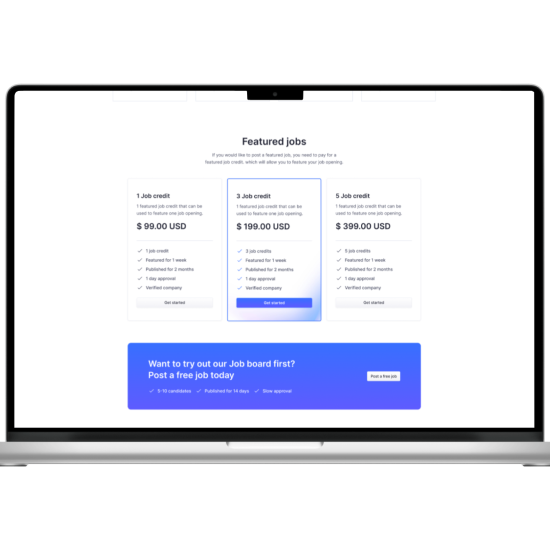 Featured jobs
If you would like to post a featured job, you need to pay for a
featured job credit, which will allow you to feature your job opening.
1 Job credit
1 featured job credit that can be
used to feature one job opening.
$ 99.00 USD
1 job credit
Featured for 1 week
Published for 2 months
1 day approval
Verified company
Get started
3 Job credit
1 featured job credit that can be
used to feature one job opening.
$ 199.00 USD
3 job credits
Featured for 1 week
Published for 2 months
1 day approval
Verified company
Get started
5 Job credit
1 featured job credit that can be
used to feature one job opening.
$ 399.00 USD
5 job credits
Featured for 1 week
Published for 2 months
1 day approval
Verified company
Get started
Want to try out our Job board first?
Post a free job today
5-10 candidates Published for 14 days Slow approval
Post a free job